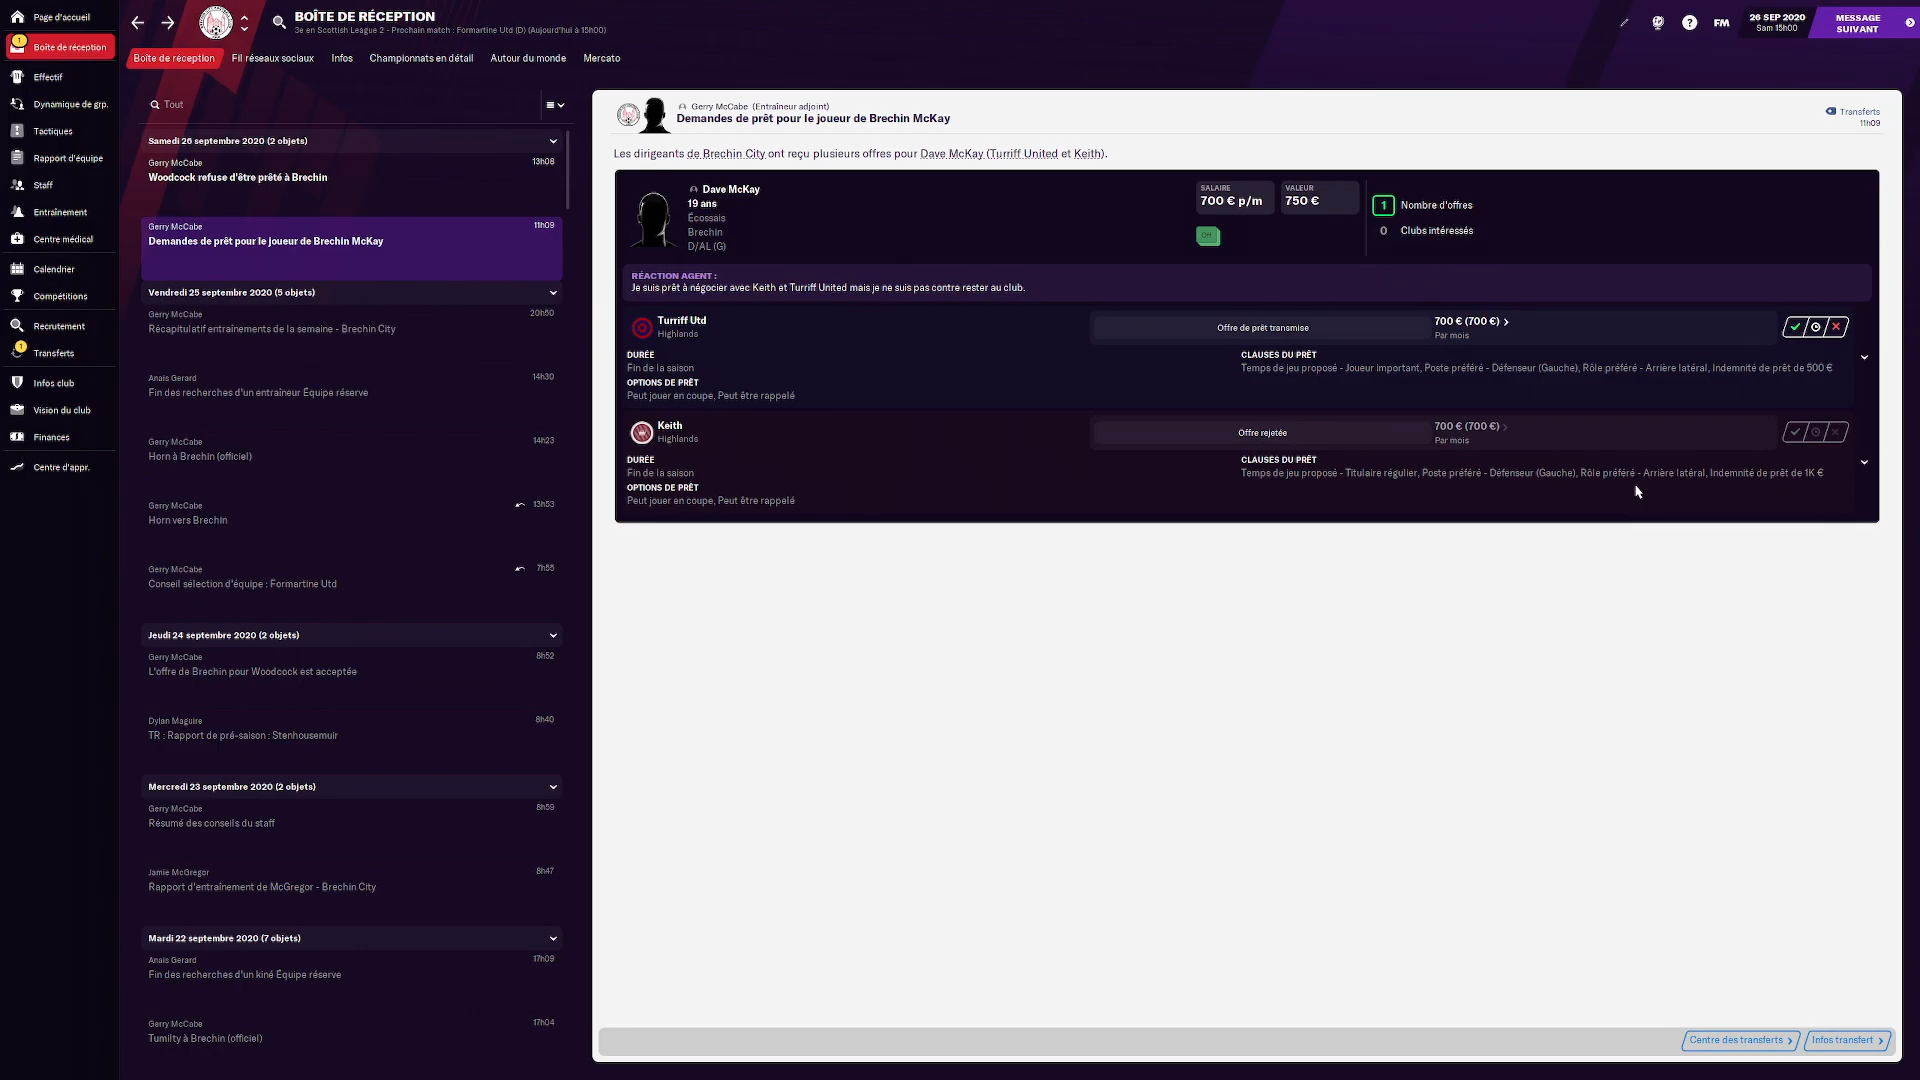 Page d'accueil
1
Boîte de réception
Effectif
Dynamique de grp.
Tactiques
Rapport d'équipe
Staff
Entraînement
Centre médical
Calendrier
Compétitions
Recrutement
1
Transferts
Infos club
Vision du club
Finances
Centre d'appr.
BOÎTE DE RÉCEPTION
3e en Scottish League 2 - Prochain match : Formartine Utd (D) (Aujourd'hui à 15h00)
FM
26 SEP 2020
Sam 15h00
MESSAGE
SUIVANT
Boîte de réception
Fil réseaux sociaux
Infos
Championnats en détail
Autour du monde
Mercato
Tout
Samedi 26 septembre 2020 (2 objets)
Gerry McCabe 13h08
Woodcock refuse d'être prêté à Brechin
Gerry McCabe 11h09
Demandes de prêt pour le joueur de Brechin McKay
Vendredi 25 septembre 2020 (5 objets)
Gerry McCabe 20h50
Récapitulatif entraînements de la semaine - Brechin City
Anais Gerard 14h30
Fin des recherches d'un entraîneur Équipe réserve
Gerry McCabe 14h23
Horn à Brechin (officiel)
Gerry McCabe 13h53
Horn vers Brechin
Gerry McCabe 7h55
Conseil sélection d'équipe : Formartine Utd
Jeudi 24 septembre 2020 (2 objets)
Gerry McCabe 8h52
L'offre de Brechin pour Woodcock est acceptée
Dylan Maguire 8h40
TR : Rapport de pré-saison : Stenhousemuir
Mercredi 23 septembre 2020 (2 objets)
Gerry McCabe 8h59
Résumé des conseils du staff
Jamie McGregor 8h47
Rapport d'entraînement de McGregor - Brechin City
Mardi 22 septembre 2020 (7 objets)
Anais Gerard 17h09
Fin des recherches d'un kiné Équipe réserve
Gerry McCabe 17h04
Tumilty à Brechin (officiel)
Gerry McCabe (Entraîneur adjoint)
Demandes de prêt pour le joueur de Brechin McKay
Transferts
11h09
Les dirigeants de Brechin City ont reçu plusieurs offres pour Dave McKay (Turriff United et Keith).
Dave McKay
19 ans
Écossais
Brechin
D/AL (G)
SALAIRE
700 € p/m
VALEUR
750 €
Off
1 Nombre d'offres
0 Clubs intéressés
RÉACTION AGENT :
Je suis prêt à négocier avec Keith et Turriff United mais je ne suis pas contre rester au club.
Turriff Utd
Highlands
Offre de prêt transmise
700 € (700 €)
Par mois
DURÉE
Fin de la saison
OPTIONS DE PRÊT
Peut jouer en coupe, Peut être rappelé
CLAUSES DU PRÊT
Temps de jeu proposé - Joueur important, Poste préféré - Défenseur (Gauche), Rôle préféré - Arrière latéral, Indemnité de prêt de 500 €
Keith
Highlands
Offre rejetée
700 € (700 €)
Par mois
DURÉE
Fin de la saison
OPTIONS DE PRÊT
Peut jouer en coupe, Peut être rappelé
CLAUSES DU PRÊT
Temps de jeu proposé - Titulaire régulier, Poste préféré - Défenseur (Gauche), Rôle préféré - Arrière latéral, Indemnité de prêt de 1K €
Centre des transferts
Infos transfert